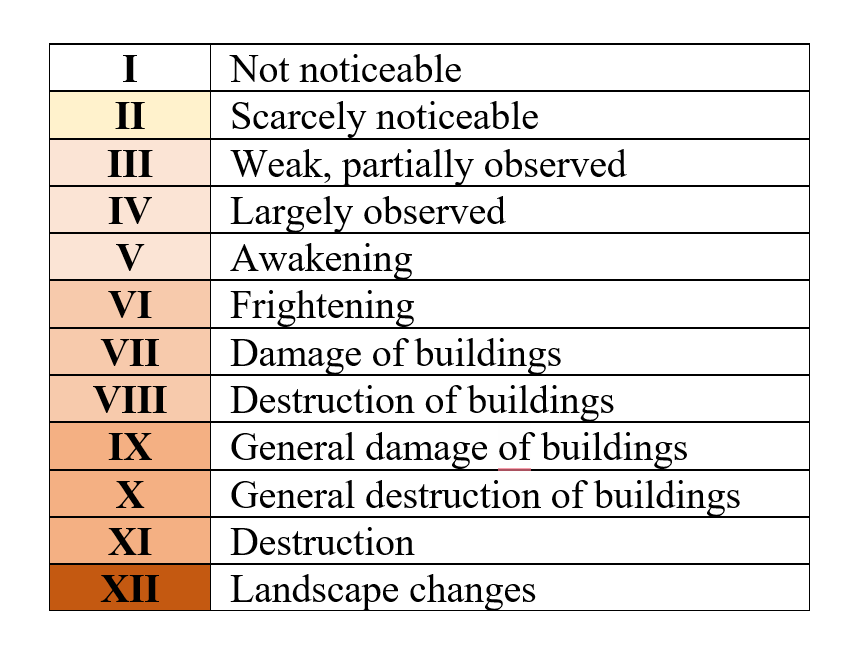 I Not noticeable
II Scarcely noticeable
III Weak, partially observed
IV Largely observed
V Awakening
VI Frightening
VII Damage of buildings
VIII Destruction of buildings
IX General damage of buildings
X General destruction of buildings
XI Destruction
XII Landscape changes